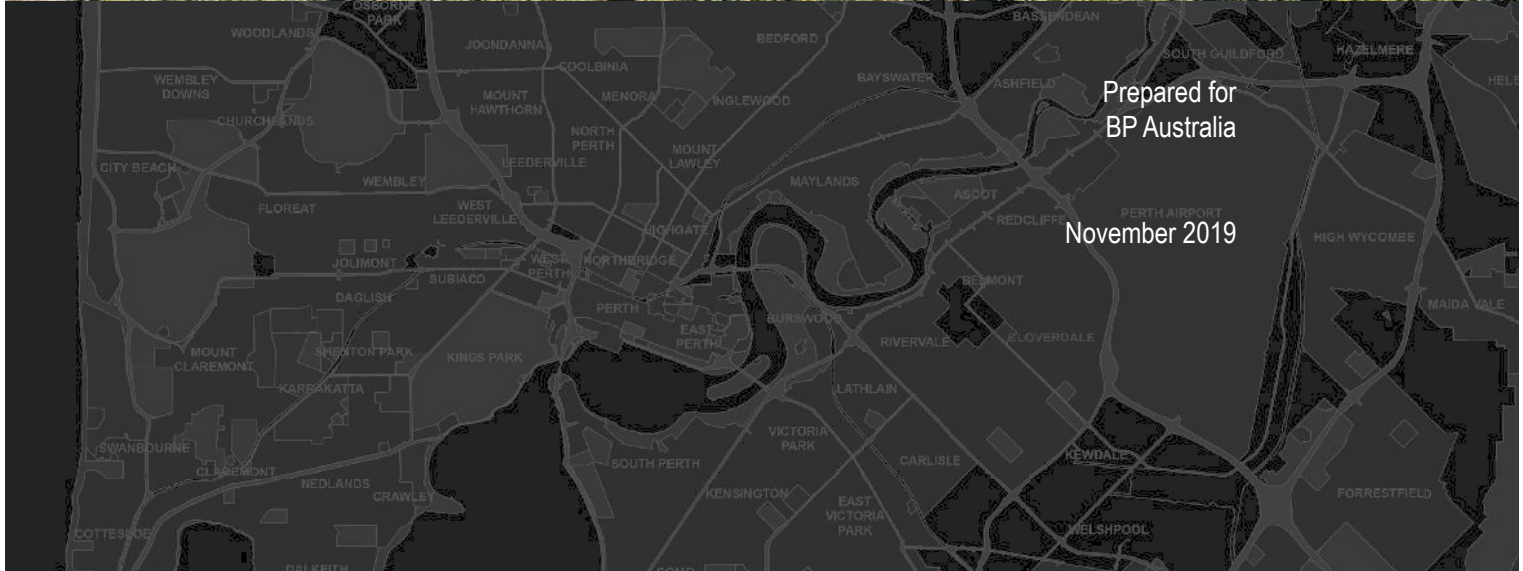 OSBORNE
PARK
WOODLANDS
JOONDANNA
BEDFORD
BASSENDEAN
SOUTH GUILDFORD
HAZELMERE
WEMBLEY
DOWNS
COOLBINIA
MOUNT
HAWTHORN
MENORA
INGLEWOOD
BAYSWATER
ASHFIELD
Prepared for
BP Australia
CHURCHLANDS
NORTH
PERTH
CITY BEACH
LEEDERVILLE
MOUNT
LAWLEY
WEMBLEY
MAYLANDS
ASCOT
FLOREAT
WEST
LEEDERVILLE
HIGHGATE
REDCLIFFE
PERTH AIRPORT
November 2019
HIGH WYCOMBE
JOLIMONT
WEST
PERTH
NORTHBRIDGE
SUBIACO
BELMONT
DAGLISH
PERTH
EAST
PERTH
BURSWOOD
MAIDA VALE
RIVERVALE
CLOVERDALE
MOUNT
CLAREMONT
SHENTON PARK
KINGS PARK
KARRAKATTA
LATHLAIN
VICTORIA
PARK
SWANBOURNE
CLAREMONT
SOUTH PERTH
CARLISLE
KEWDALE
NEDLANDS
CRAWLEY
KENSINGTON
EAST
VICTORIA
PARK
FORRESTFIELD
COTTESLOE
WELSHPOOL
DALKEITH